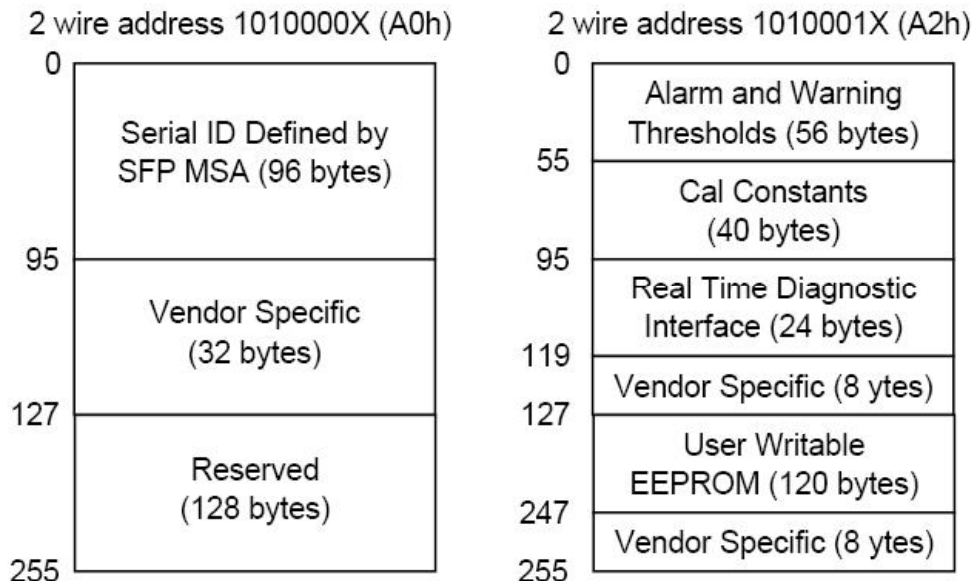 2 wire address 1010000X (A0h)
0
Serial ID Defined by
SFP MSA (96 bytes)
95
Vendor Specific
(32 bytes)
127
Reserved
(128 bytes)
255
2 wire address 1010001X (A2h)
0
Alarm and Warning
Thresholds (56 bytes)
55
Cal Constants
(40 bytes)
95
Real Time Diagnostic
Interface (24 bytes)
119
Vendor Specific (8 ytes)
127
User Writable
EEPROM (120 bytes)
247
Vendor Specific (8 ytes)
255